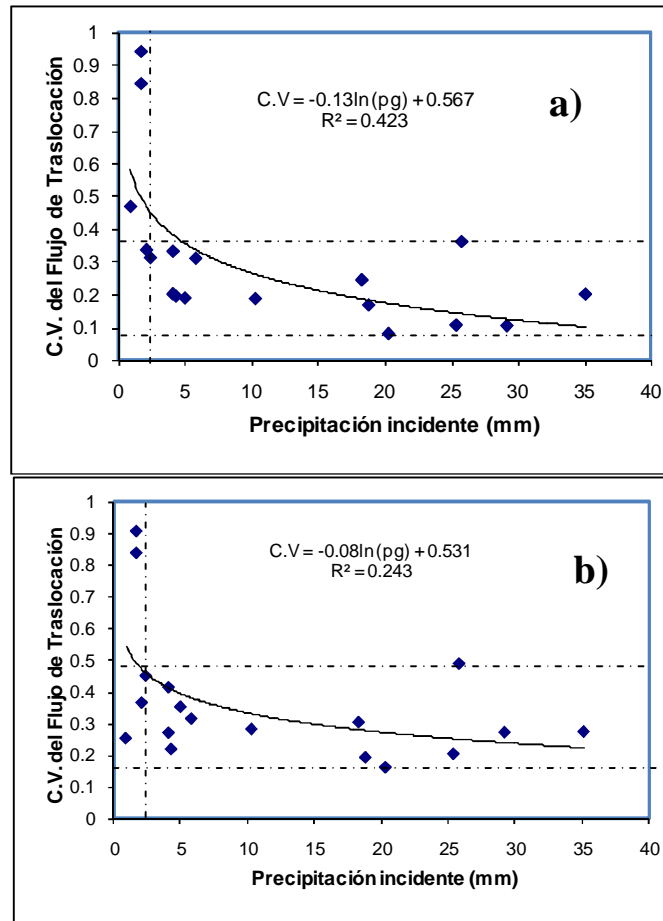 1
0.9
0.8
0.7
0.6
0.5
0.4
0.3
0.2
0.1
0
C.V. del Flujo de Traslocación
C.V = -0.13ln(pg) + 0.567
R² = 0.423
a)
0 5 10 15 20 25 30 35 40
Precipitación incidente (mm)
1
0.9
0.8
0.7
0.6
0.5
0.4
0.3
0.2
0.1
0
C.V. del Flujo de Traslocación
C.V = -0.08ln(pg) + 0.531
R² = 0.243
b)
0 5 10 15 20 25 30 35 40
Precipitación incidente (mm)